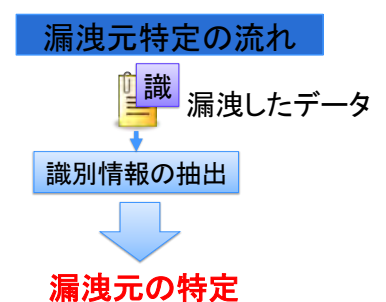 漏洩元特定の流れ
識
漏洩したデータ
識別情報の抽出
漏洩元の特定